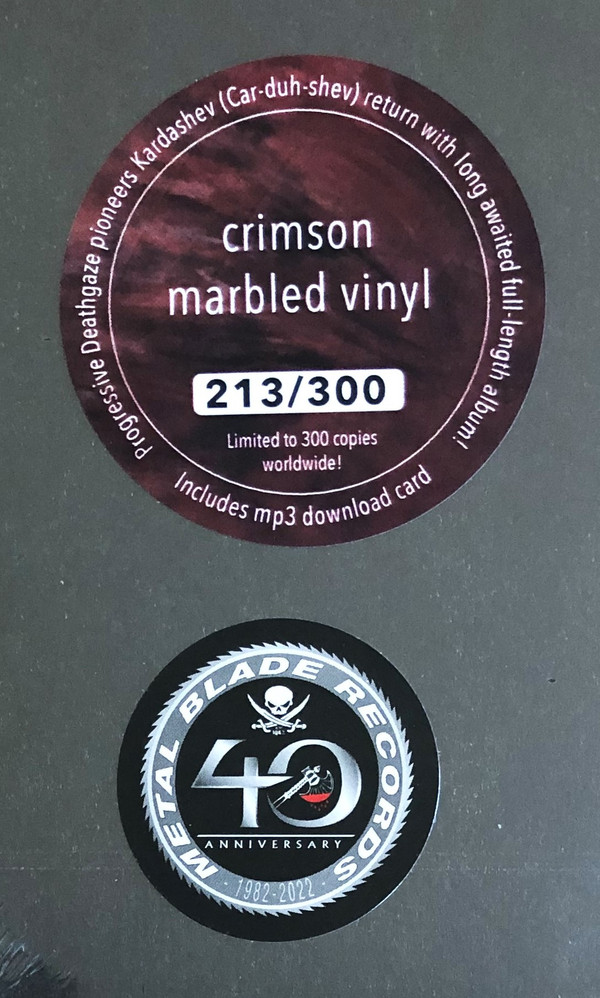 Progressive Deathgaze pioneers Kardashev (Car-duh-shev) return with long awaited full-length album!
crimson
marbled vinyl
213/300
Limited to 300 copies
worldwide!
Includes mp3 download card
METAL BLADE RECORDS
40
ANNIVERSARY
· 1982-2022 ·